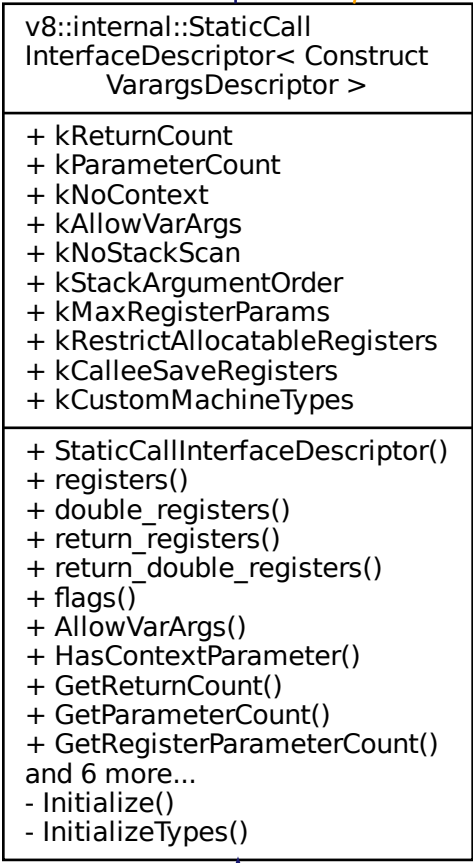 v8::internal::StaticCall
InterfaceDescriptor< Construct
VarargsDescriptor >
+ kReturnCount
+ kParameterCount
+ kNoContext
+ kAllowVarArgs
+ kNoStackScan
+ kStackArgumentOrder
+ kMaxRegisterParams
+ kRestrictAllocatableRegisters
+ kCalleeSaveRegisters
+ kCustomMachineTypes
+ StaticCallInterfaceDescriptor()
+ registers()
+ double_registers()
+ return_registers()
+ return_double_registers()
+ flags()
+ AllowVarArgs()
+ HasContextParameter()
+ GetReturnCount()
+ GetParameterCount()
+ GetRegisterParameterCount()
and 6 more...
- Initialize()
- InitializeTypes()